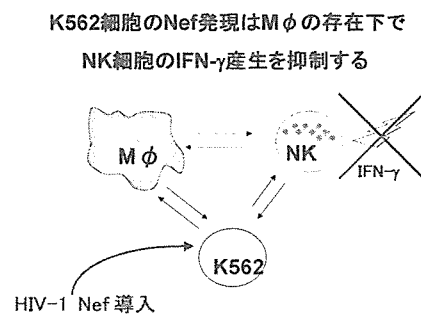 K562細胞のNef発現はMφの存在下で
NK細胞のIFN-γ産生を抑制する
Mφ
NK
IFN-γ
K562
HIV-1 Nef 導入